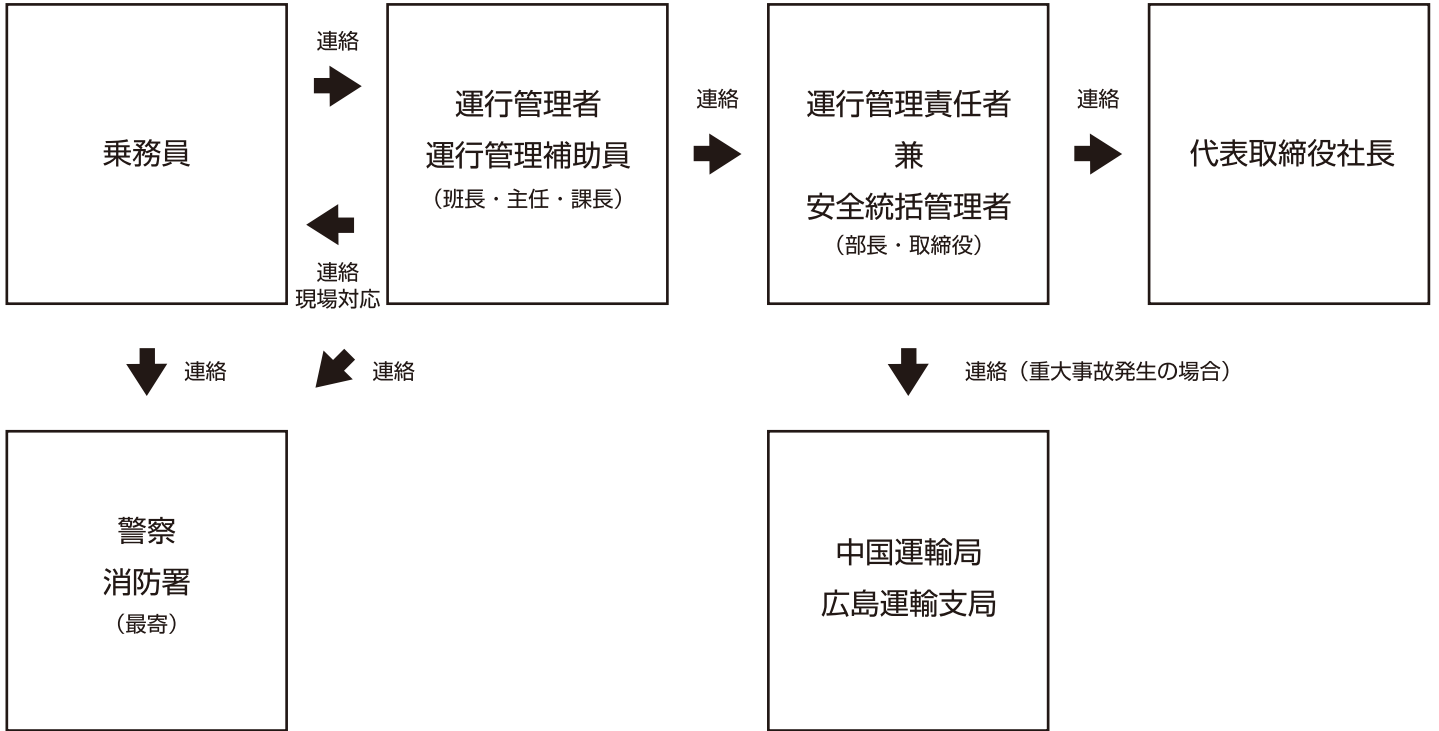 乗務員
連絡
連絡
現場対応
運行管理者
運行管理補助員
（班長・主任・課長）
連絡
運行管理責任者
兼
安全統括管理者
（部長・取締役）
連絡
代表取締役社長
連絡
連絡
連絡（重大事故発生の場合）
警察
消防署
（最寄）
中国運輸局
広島運輸支局